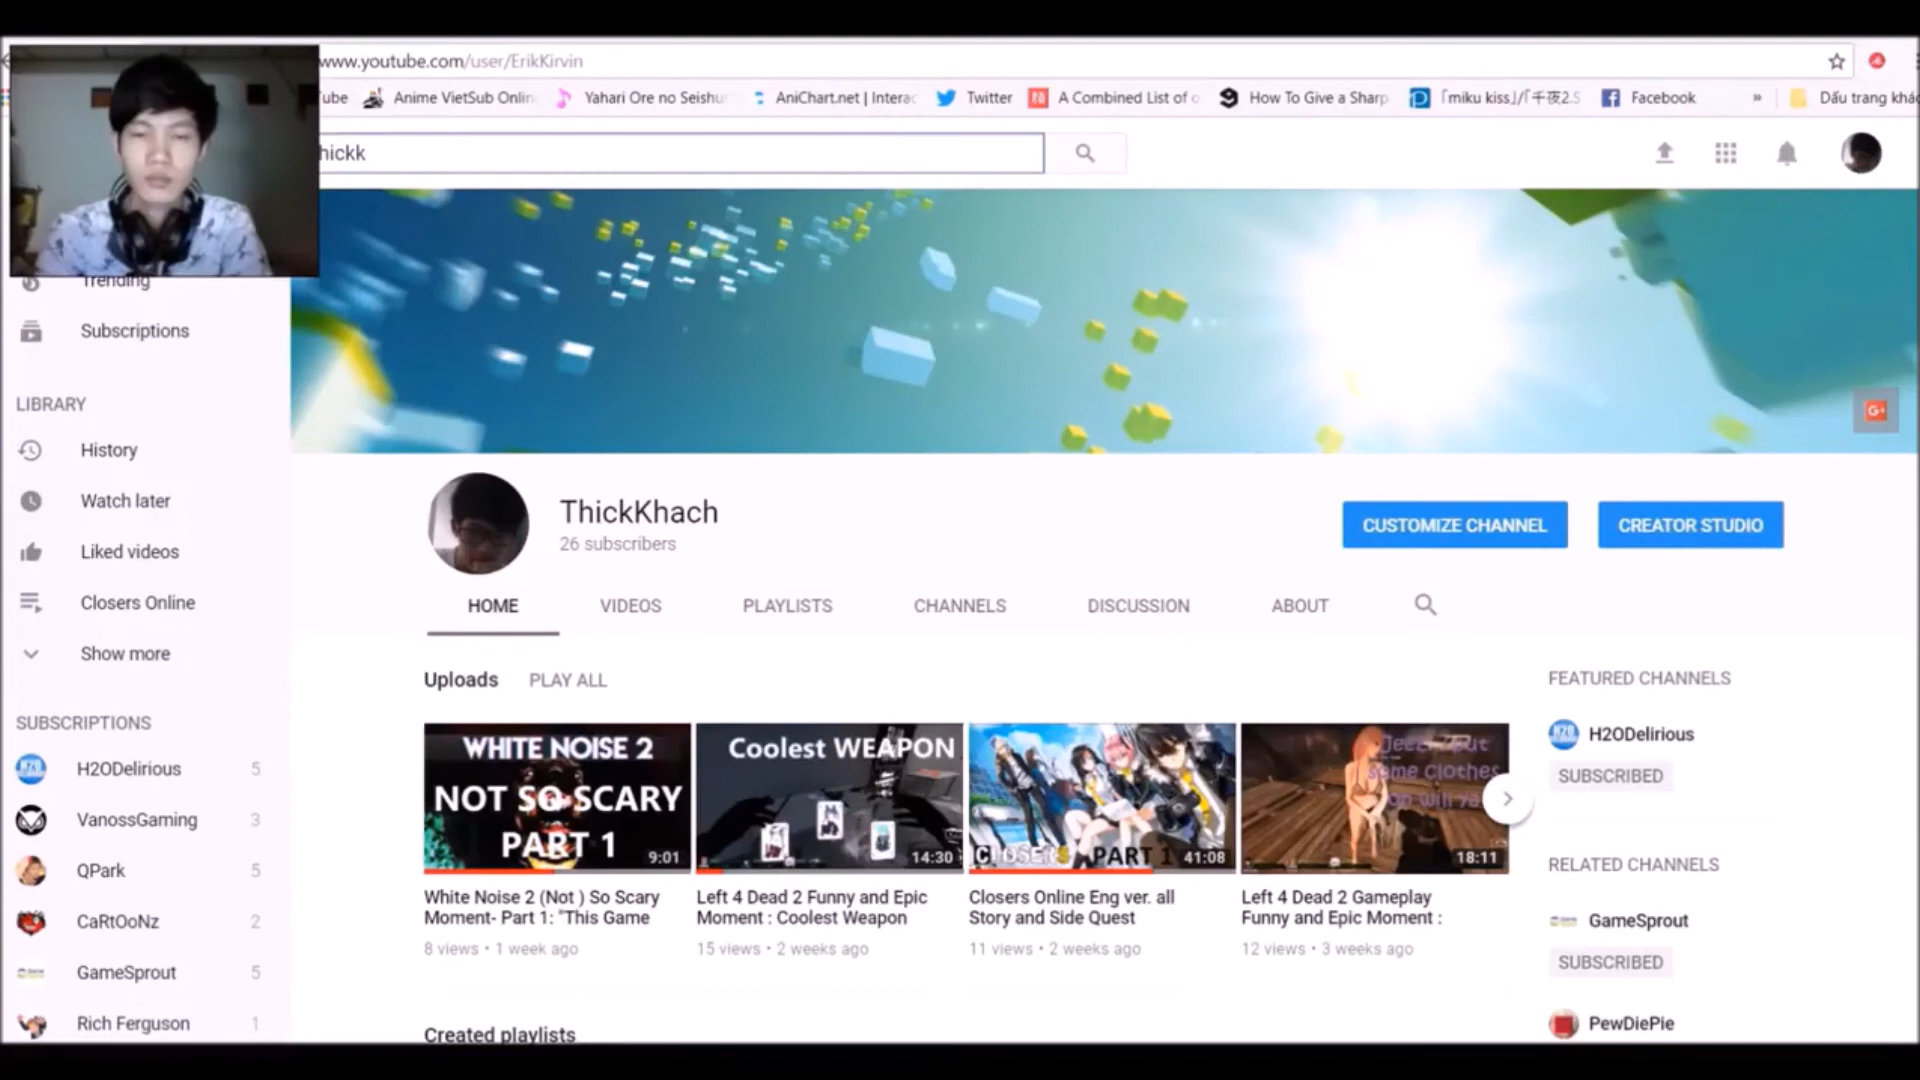 www.youtube.com/user/ErikKirvin
ube
Anime VietSub Onlin
Yahari Ore no Seishu
AniChart.net | Interac
Twitter
A Combined List of o
How To Give a Sharp
「miku kiss」/「千夜2.S
Facebook
»
Dấu trang khác
hickk
Trending
Subscriptions
LIBRARY
History
Watch later
Liked videos
Closers Online
Show more
SUBSCRIPTIONS
H2ODelirious 5
VanossGaming 3
QPark 5
CaRtOoNz 2
GameSprout 5
Rich Ferguson 1
G+
ThickKhach
26 subscribers
CUSTOMIZE CHANNEL
CREATOR STUDIO
HOME
VIDEOS
PLAYLISTS
CHANNELS
DISCUSSION
ABOUT
Uploads
PLAY ALL
WHITE NOISE 2
NOT SO SCARY
PART 1
9:01
White Noise 2 (Not ) So Scary
Moment- Part 1: "This Game
8 views • 1 week ago
Coolest WEAPON
14:30
Left 4 Dead 2 Funny and Epic
Moment : Coolest Weapon
15 views • 2 weeks ago
CLOSERS PART 1
41:08
Closers Online Eng ver. all
Story and Side Quest
11 views • 2 weeks ago
some clothes
18:11
Left 4 Dead 2 Gameplay
Funny and Epic Moment :
12 views • 3 weeks ago
Created playlists
FEATURED CHANNELS
H2ODelirious
SUBSCRIBED
RELATED CHANNELS
GameSprout
SUBSCRIBED
PewDiePie